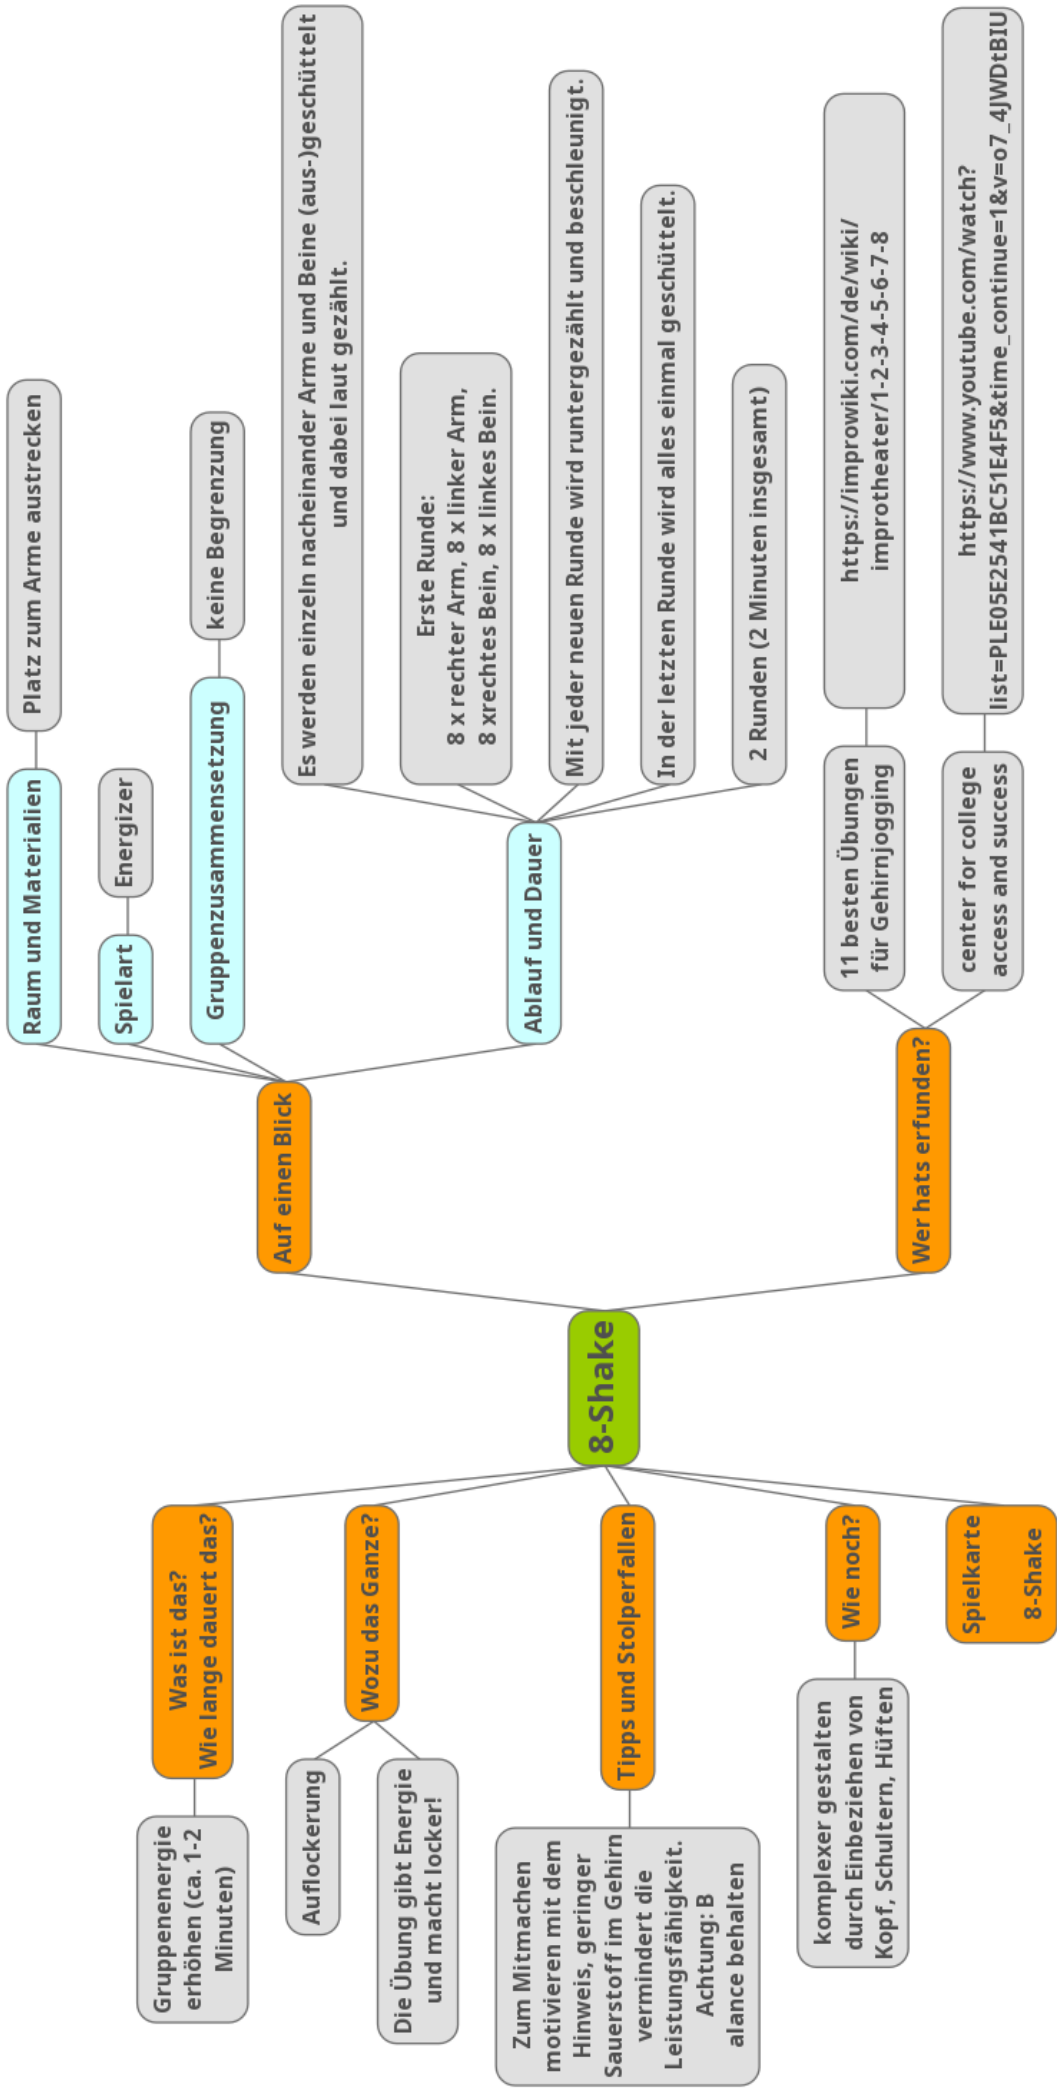 8-Shake
Was ist das?
Wie lange dauert das?
Gruppenenergie
erhöhen (ca. 1-2
Minuten)
Wozu das Ganze?
Auflockerung
Die Übung gibt Energie
und macht locker!
Tipps und Stolperfallen
Zum Mitmachen
motivieren mit dem
Hinweis, geringer
Sauerstoff im Gehirn
vermindert die
Leistungsfähigkeit.
Achtung: B
alance behalten
Wie noch?
komplexer gestalten
durch Einbeziehen von
Kopf, Schultern, Hüften
Spielkarte
8-Shake
Auf einen Blick
Raum und Materialien
Platz zum Arme austrecken
Spielart
Energizer
Gruppenzusammensetzung
keine Begrenzung
Ablauf und Dauer
Es werden einzeln nacheinander Arme und Beine (aus-)geschüttelt
und dabei laut gezählt.
Erste Runde:
8 x rechter Arm, 8 x linker Arm,
8 xrechtes Bein, 8 x linkes Bein.
Mit jeder neuen Runde wird runtergezählt und beschleunigt.
In der letzten Runde wird alles einmal geschüttelt.
2 Runden (2 Minuten insgesamt)
Wer hats erfunden?
11 besten Übungen
für Gehirnjogging
https://improwiki.com/de/wiki/
improtheater/1-2-3-4-5-6-7-8
center for college
access and success
https://www.youtube.com/watch?
list=PLE05E2541BC51E4F5&time_continue=1&v=o7_4JWDtBIU